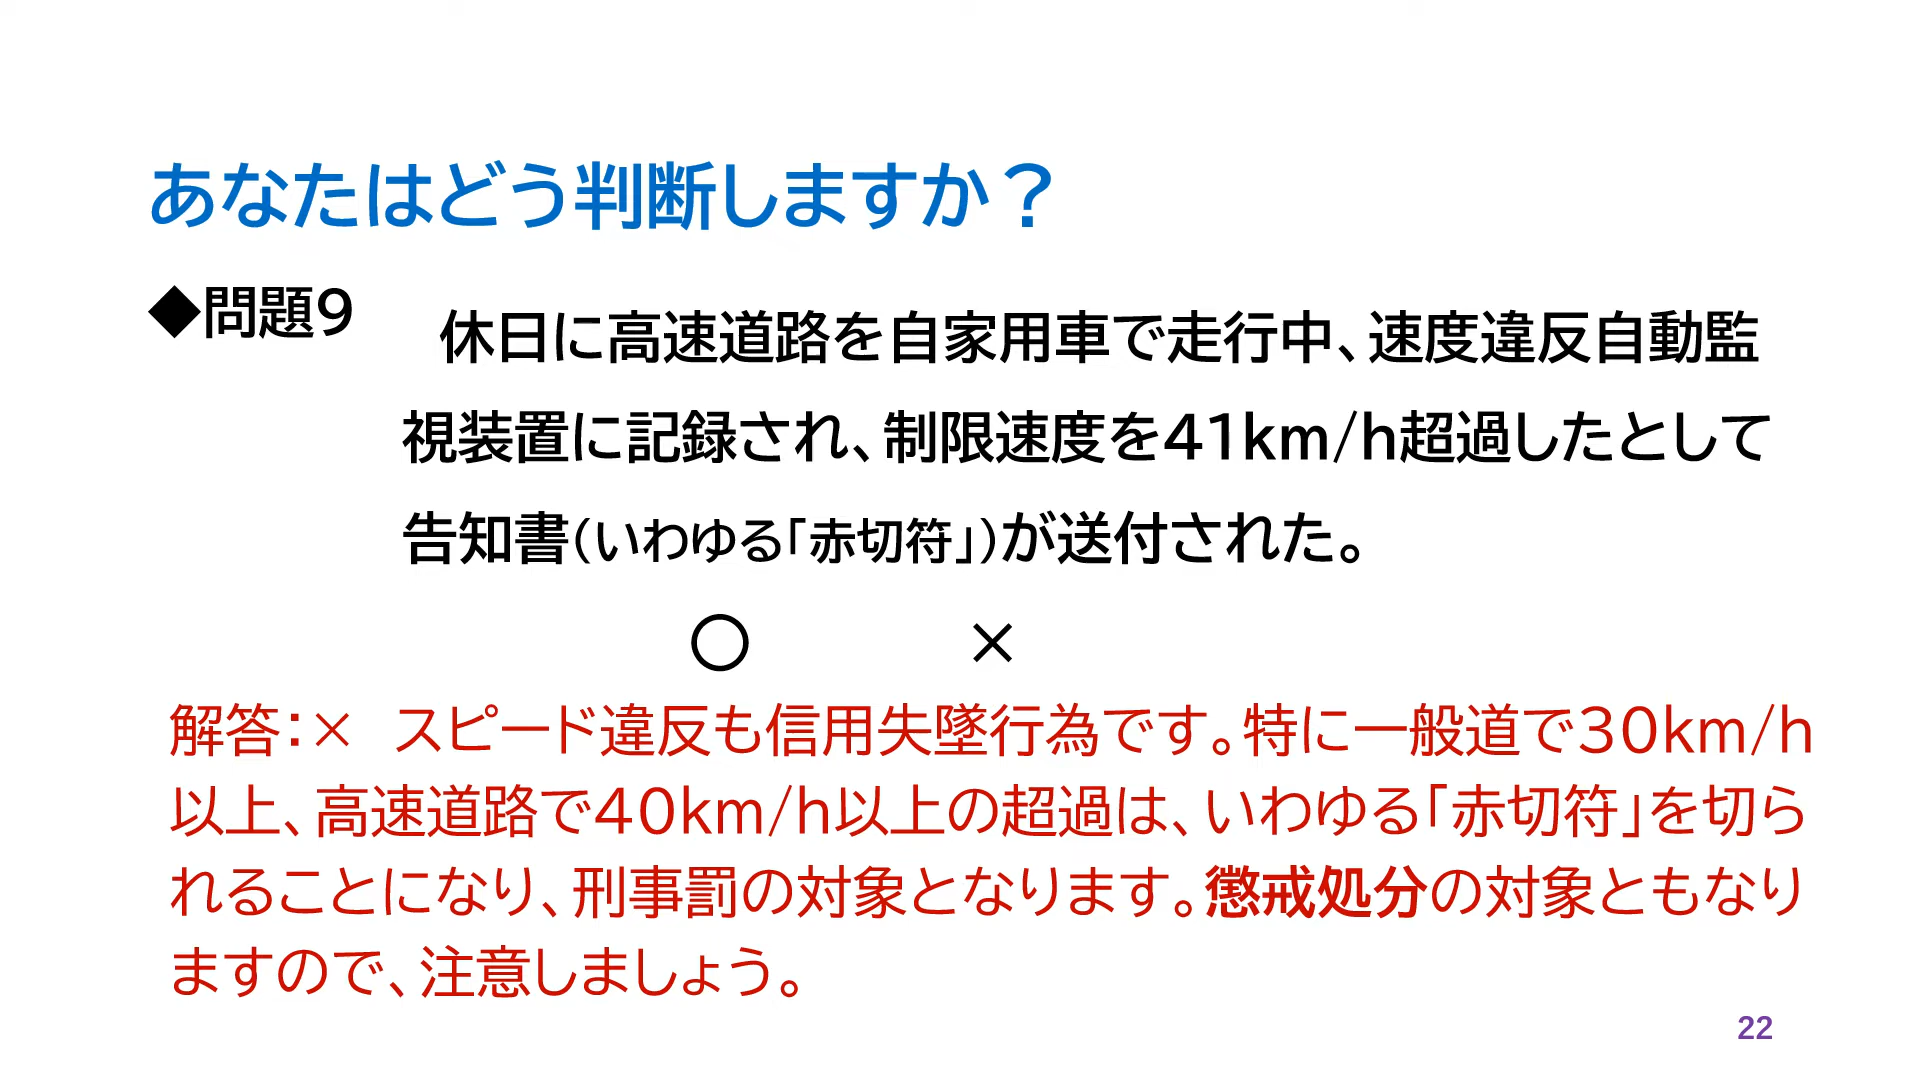 あなたはどう判断しますか？
◆問題9
休日に高速道路を自家用車で走行中、速度違反自動監
視装置に記録され、制限速度を41km/h超過したとして
告知書（いわゆる「赤切符」）が送付された。
○ ×
解答：× スピード違反も信用失墜行為です。特に一般道で30km/h
以上、高速道路で40km/h以上の超過は、いわゆる「赤切符」を切ら
れることになり、刑事罰の対象となります。懲戒処分の対象ともなり
ますので、注意しましょう。
22